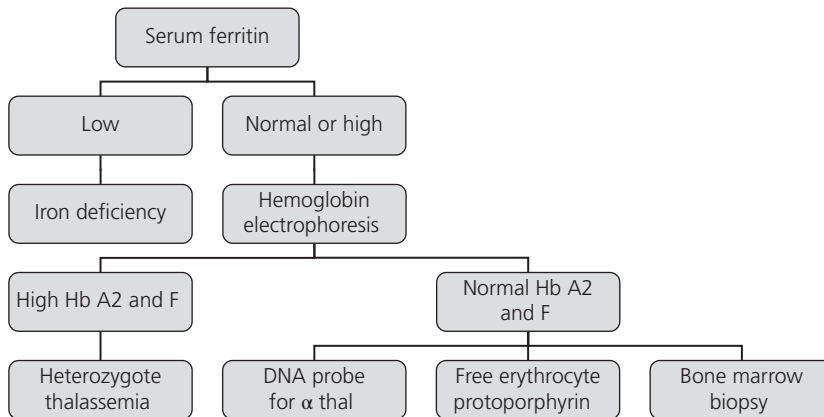 Serum ferritin
Low
Normal or high
Iron deficiency
Hemoglobin
electrophoresis
High Hb A2 and F
Normal Hb A2
and F
Heterozygote
thalassemia
DNA probe
for α thal
Free erythrocyte
protoporphyrin
Bone marrow
biopsy